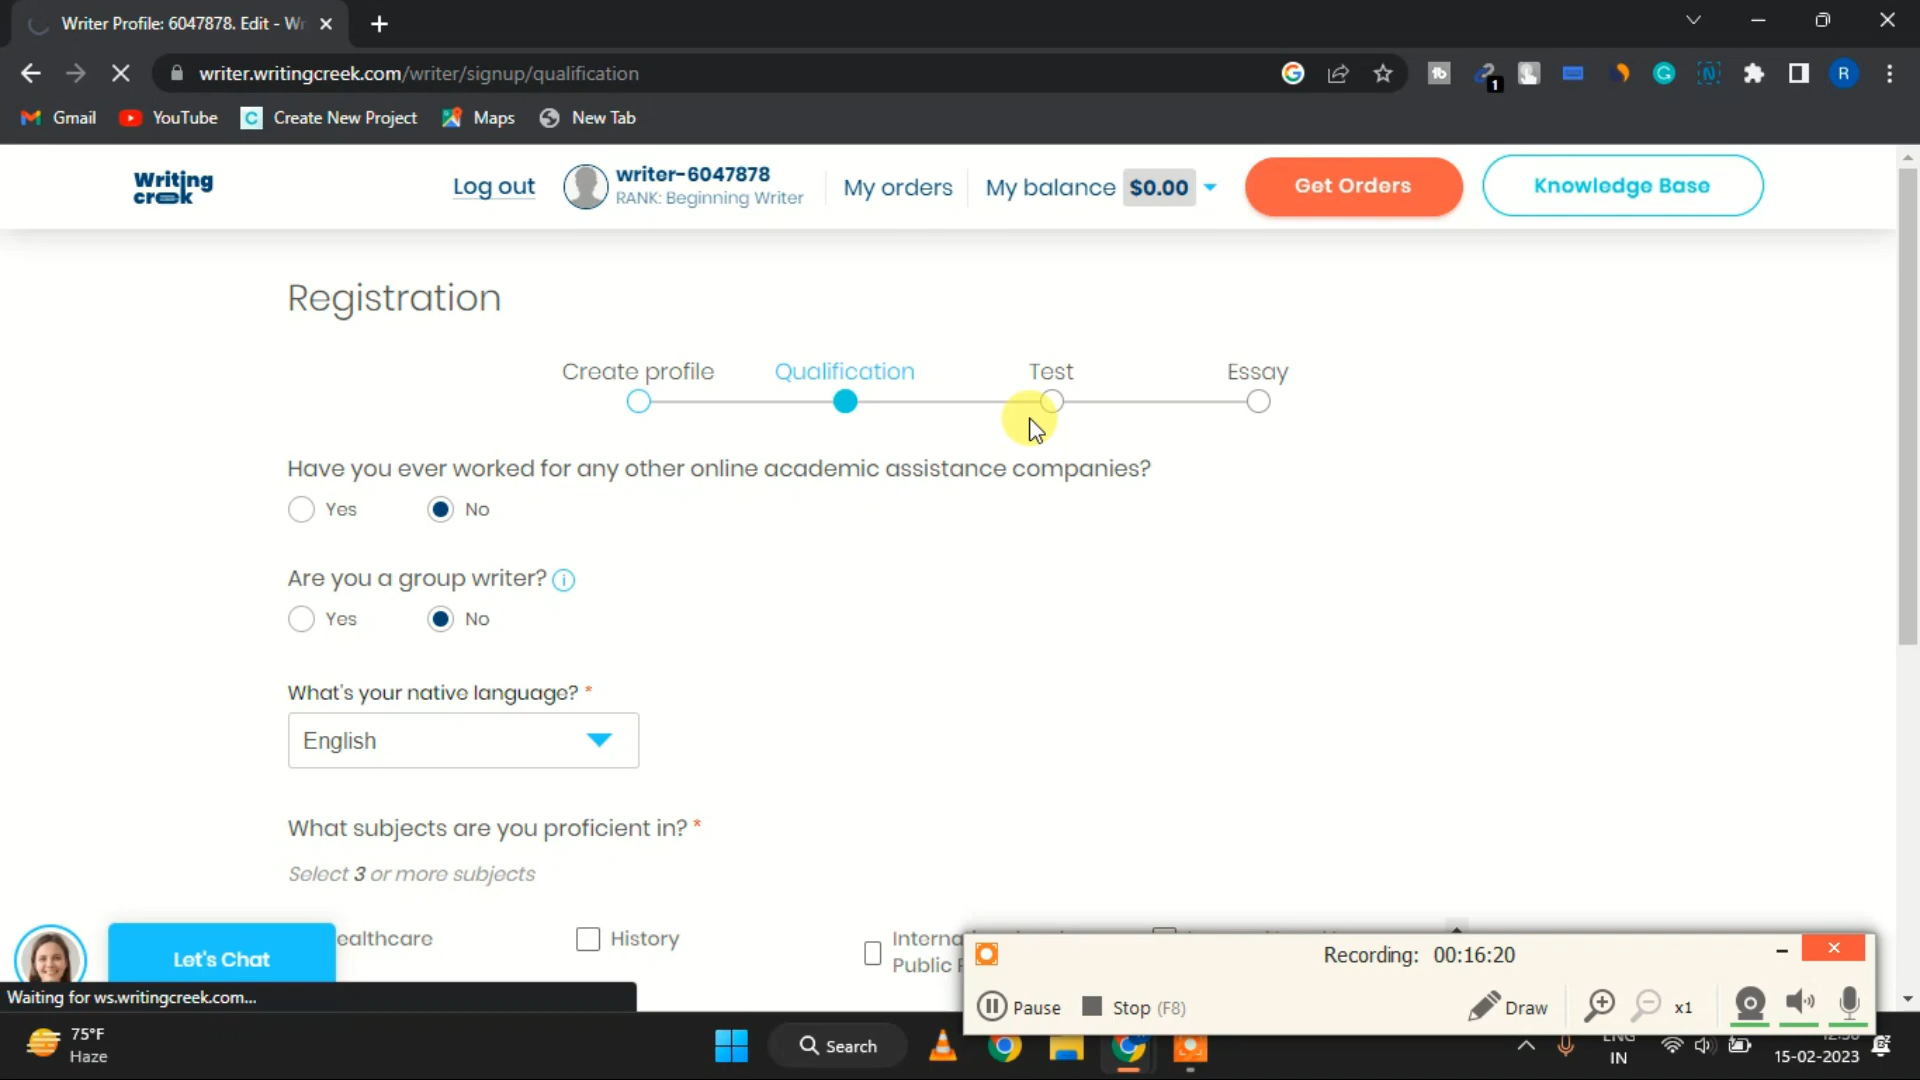 Writer Profile: 6047878. Edit - Wr
writer.writingcreek.com/writer/signup/qualification
1
R
Gmail
YouTube
Create New Project
Maps
New Tab
Writing
creek
Log out
writer-6047878
RANK: Beginning Writer
My orders
My balance $0.00
Get Orders
Knowledge Base
Registration
Create profile
Qualification
Test
Essay
Have you ever worked for any other online academic assistance companies?
Yes
No
Are you a group writer?
Yes
No
What's your native language? *
English
What subjects are you proficient in? *
Select 3 or more subjects
ealthcare
History
Interna
Public
Let's Chat
Waiting for ws.writingcreek.com...
Recording: 00:16:20
Pause
Stop (F8)
Draw
x1
75°F
Haze
Search
ENG
IN
15-02-2023